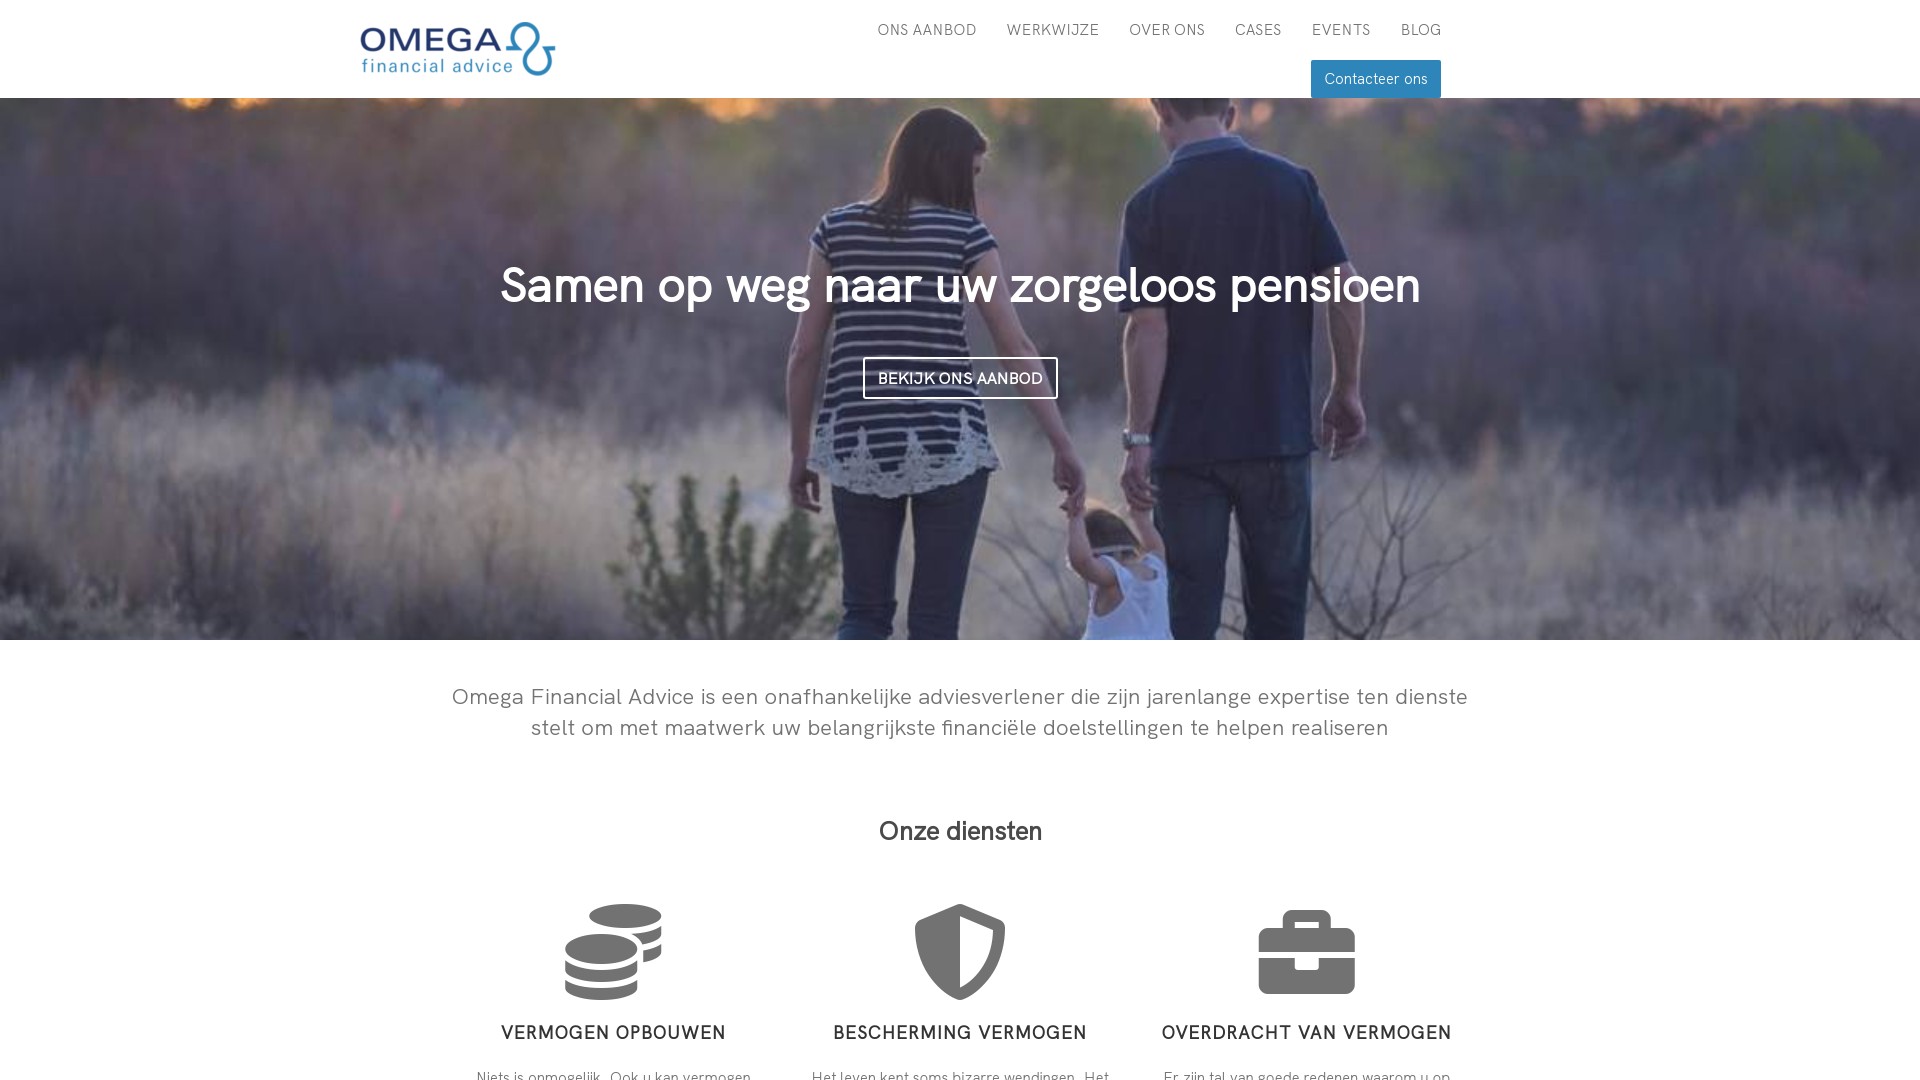 OMEGA
financial advice
ONS AANBOD
WERKWIJZE
OVER ONS
CASES
EVENTS
BLOG
Contacteer ons
Samen op weg naar uw zorgeloos pensioen
BEKIJK ONS AANBOD
Omega Financial Advice is een onafhankelijke adviesverlener die zijn jarenlange expertise ten dienste
stelt om met maatwerk uw belangrijkste financiële doelstellingen te helpen realiseren
Onze diensten
VERMOGEN OPBOUWEN
BESCHERMING VERMOGEN
OVERDRACHT VAN VERMOGEN
Niets is onmogelijk. Ook u kan vermogen
Het leven kent soms bizarre wendingen. Het
Er zijn tal van goede redenen waarom u op